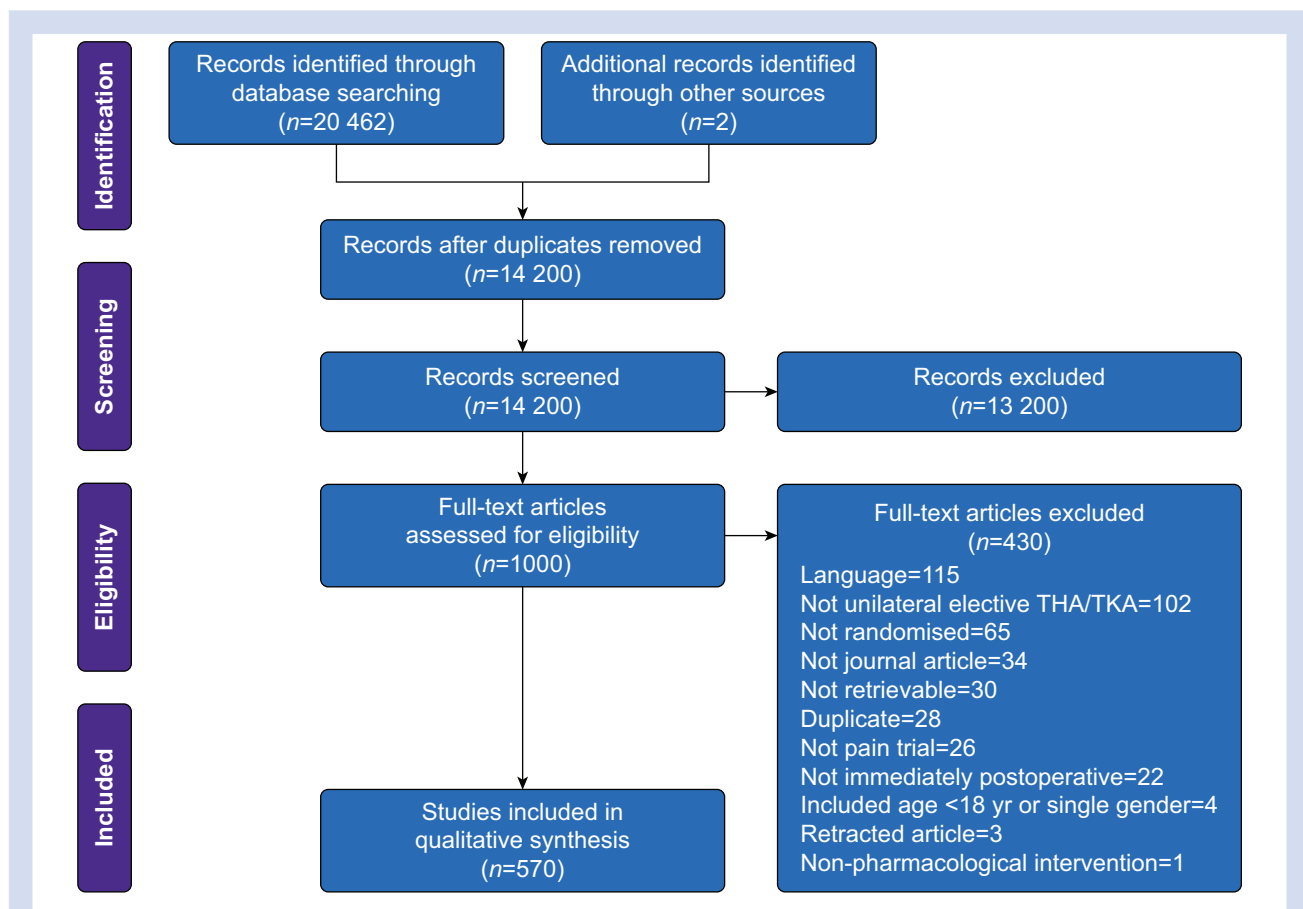 Identification
Records identified through
database searching
(n=20 462)
Additional records identified
through other sources
(n=2)
Records after duplicates removed
(n=14 200)
Screening
Records screened
(n=14 200)
Records excluded
(n=13 200)
Eligibility
Full-text articles
assessed for eligibility
(n=1000)
Full-text articles excluded
(n=430)
Language=115
Not unilateral elective THA/TKA=102
Not randomised=65
Not journal article=34
Not retrievable=30
Duplicate=28
Not pain trial=26
Not immediately postoperative=22
Included age <18 yr or single gender=4
Retracted article=3
Non-pharmacological intervention=1
Included
Studies included in
qualitative synthesis
(n=570)